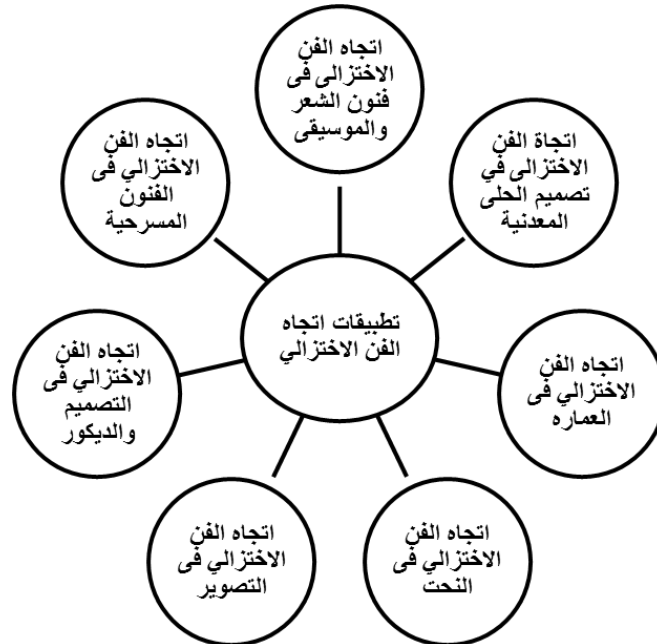 اتجاه الفن
الاختزالى فى
فنون الشعر
والموسيقى
اتجاة الفن
الاختزالى في
تصميم الحلى
المعدنية
اتجاه الفن
الاختزالي فى
العماره
اتجاه الفن
الاختزالي فى
النحت
اتجاه الفن
الاختزالي فى
التصوير
اتجاه الفن
الاختزالي فى
التصميم
والديكور
اتجاه الفن
الاختزالي فى
الفنون
المسرحية
تطبيقات اتجاه
الفن الاختزالي